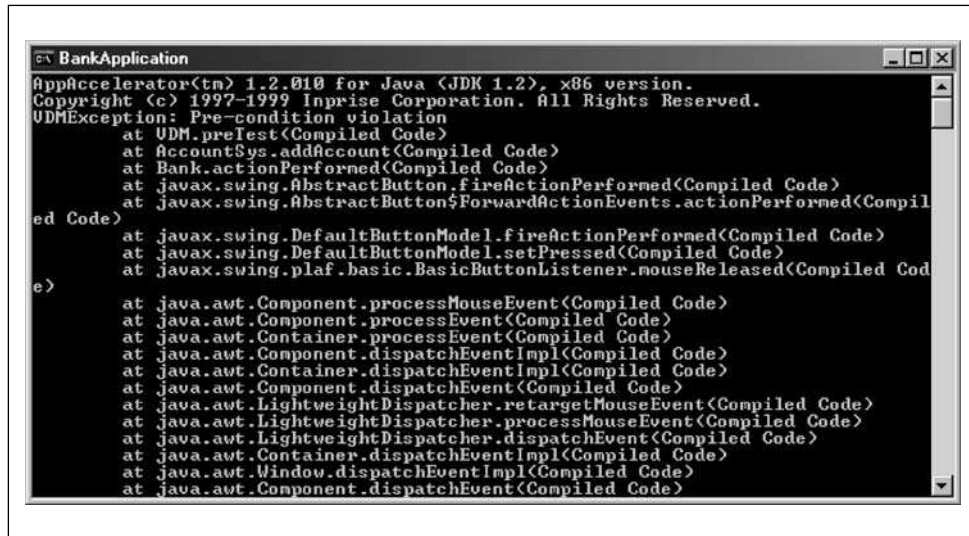 BankApplication
AppAccelerator(tm) 1.2.010 for Java (JDK 1.2), x86 version.
Copyright (c) 1997-1999 Inprise Corporation. All Rights Reserved.
VDMException: Pre-condition violation
at VDM.preTest(Compiled Code)
at AccountSys.addAccount(Compiled Code)
at Bank.actionPerformed(Compiled Code)
at javax.swing.AbstractButton.fireActionPerformed(Compiled Code)
at javax.swing.AbstractButton$ForwardActionEvents.actionPerformed(Compil
ed Code)
at javax.swing.DefaultButtonModel.fireActionPerformed(Compiled Code)
at javax.swing.DefaultButtonModel.setPressed(Compiled Code)
at javax.swing.plaf.basic.BasicButtonListener.mouseReleased(Compiled Cod
e)
at java.awt.Component.processMouseEvent(Compiled Code)
at java.awt.Component.processEvent(Compiled Code)
at java.awt.Container.processEvent(Compiled Code)
at java.awt.Component.dispatchEventImpl(Compiled Code)
at java.awt.Container.dispatchEventImpl(Compiled Code)
at java.awt.Component.dispatchEvent(Compiled Code)
at java.awt.LightweightDispatcher.retargetMouseEvent(Compiled Code)
at java.awt.LightweightDispatcher.processMouseEvent(Compiled Code)
at java.awt.LightweightDispatcher.dispatchEvent(Compiled Code)
at java.awt.Container.dispatchEventImpl(Compiled Code)
at java.awt.Window.dispatchEventImpl(Compiled Code)
at java.awt.Component.dispatchEvent(Compiled Code)